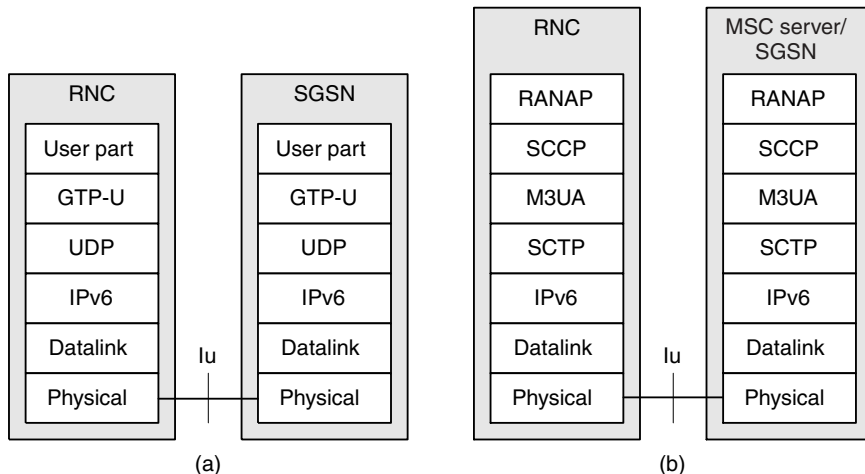 RNC
User part
GTP-U
UDP
IPv6
Datalink
Physical
Iu
SGSN
User part
GTP-U
UDP
IPv6
Datalink
Physical
(a)
RNC
RANAP
SCCP
M3UA
SCTP
IPv6
Datalink
Physical
Iu
MSC server/
SGSN
RANAP
SCCP
M3UA
SCTP
IPv6
Datalink
Physical
(b)